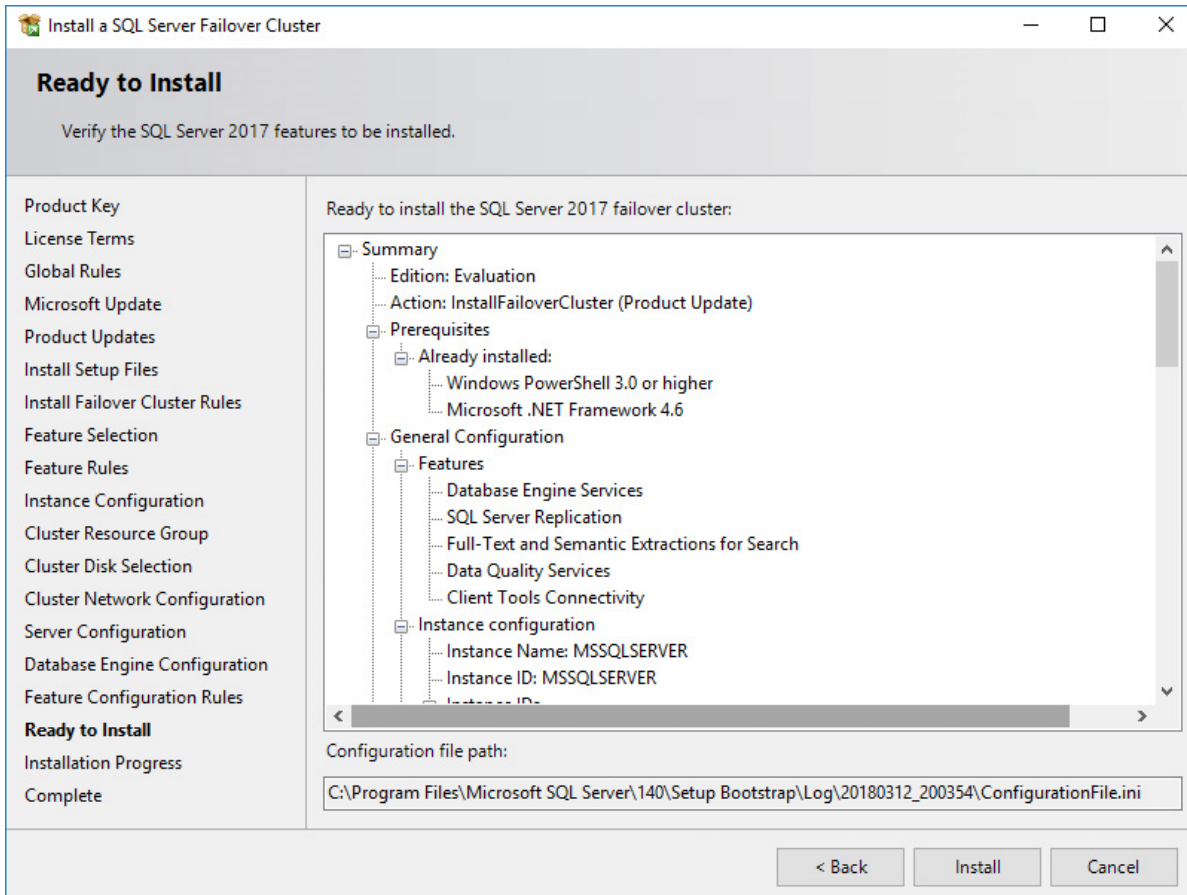 Install a SQL Server Failover Cluster
Ready to Install
Verify the SQL Server 2017 features to be installed.
Product Key
License Terms
Global Rules
Microsoft Update
Product Updates
Install Setup Files
Install Failover Cluster Rules
Feature Selection
Feature Rules
Instance Configuration
Cluster Resource Group
Cluster Disk Selection
Cluster Network Configuration
Server Configuration
Database Engine Configuration
Feature Configuration Rules
Ready to Install
Installation Progress
Complete
Ready to install the SQL Server 2017 failover cluster:
Summary
Edition: Evaluation
Action: InstallFailoverCluster (Product Update)
Prerequisites
Already installed:
Windows PowerShell 3.0 or higher
Microsoft .NET Framework 4.6
General Configuration
Features
Database Engine Services
SQL Server Replication
Full-Text and Semantic Extractions for Search
Data Quality Services
Client Tools Connectivity
Instance configuration
Instance Name: MSSQLSERVER
Instance ID: MSSQLSERVER
Instance IDs
Configuration file path:
C:\Program Files\Microsoft SQL Server\140\Setup Bootstrap\Log\20180312_200354\ConfigurationFile.ini
< Back
Install
Cancel